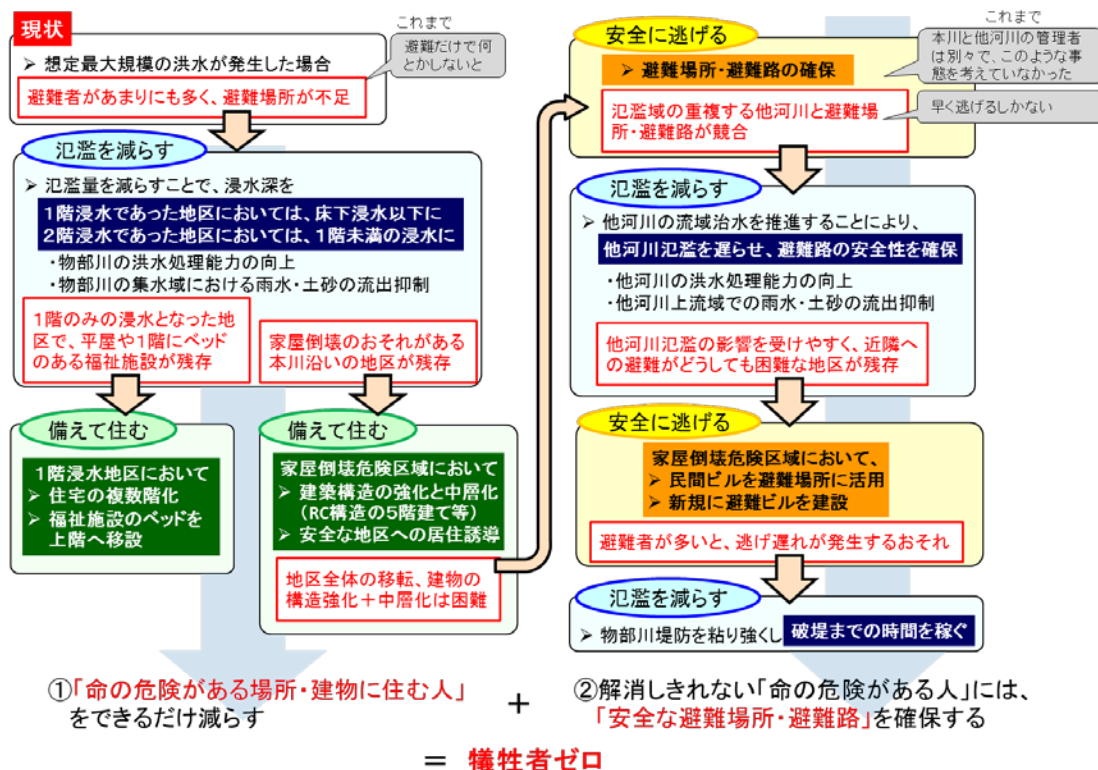 現状
これまで
避難だけで何
とかしないと
➢ 想定最大規模の洪水が発生した場合
避難者があまりにも多く、避難場所が不足
氾濫を減らす
➢ 氾濫量を減らすことで、浸水深を
1階浸水であった地区においては、床下浸水以下に
2階浸水であった地区においては、1階未満の浸水に
・物部川の洪水処理能力の向上
・物部川の集水域における雨水・土砂の流出抑制
1階のみの浸水となった地
区で、平屋や1階にベッド
のある福祉施設が残存
家屋倒壊のおそれがある
本川沿いの地区が残存
備えて住む
1階浸水地区において
➢ 住宅の複数階化
➢ 福祉施設のベッドを
上階へ移設
備えて住む
家屋倒壊危険区域において
➢ 建築構造の強化と中層化
(RC構造の5階建て等)
➢ 安全な地区への居住誘導
地区全体の移転、建物の
構造強化+中層化は困難
安全に逃げる
これまで
本川と他河川の管理者
は別々で、このような事
態を考えていなかった
➢ 避難場所・避難路の確保
氾濫域の重複する他河川と避難場
所・避難路が競合
早く逃げるしかない
氾濫を減らす
➢ 他河川の流域治水を推進することにより、
他河川氾濫を遅らせ、避難路の安全性を確保
・他河川の洪水処理能力の向上
・他河川上流域での雨水・土砂の流出抑制
他河川氾濫の影響を受けやすく、近隣へ
の避難がどうしても困難な地区が残存
安全に逃げる
家屋倒壊危険区域において、
➢ 民間ビルを避難場所に活用
➢ 新規に避難ビルを建設
避難者が多いと、逃げ遅れが発生するおそれ
氾濫を減らす
➢ 物部川堤防を粘り強くし 破堤までの時間を稼ぐ
①「命の危険がある場所・建物に住む人」
をできるだけ減らす
+
②解消しきれない「命の危険がある人」には、
「安全な避難場所・避難路」を確保する
= 犠牲者ゼロ